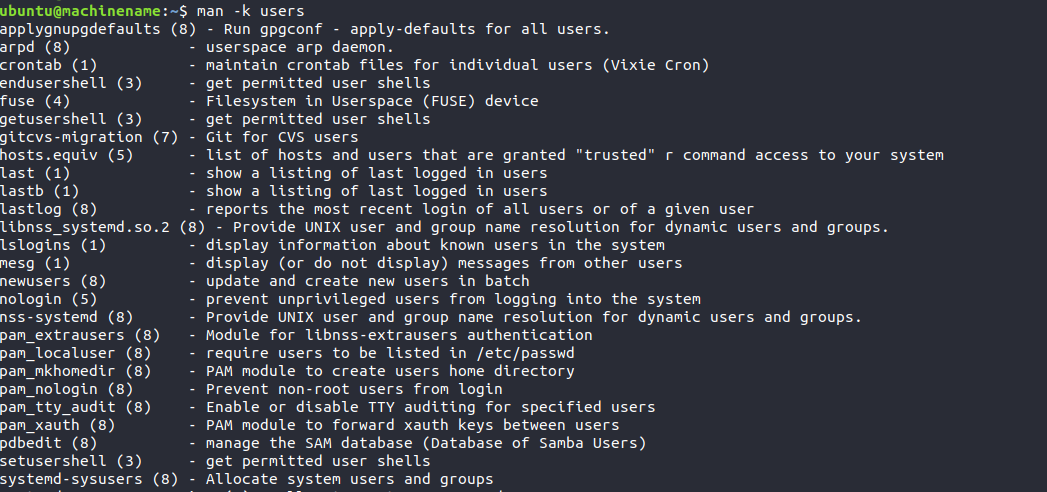 ubuntu@machinename:~$ man -k users
applygnupgdefaults (8) - Run gpgconf - apply-defaults for all users.
arpd (8)             - userspace arp daemon.
crontab (1)          - maintain crontab files for individual users (Vixie Cron)
endusershell (3)     - get permitted user shells
fuse (4)             - Filesystem in Userspace (FUSE) device
getusershell (3)     - get permitted user shells
gitcvs-migration (7) - Git for CVS users
hosts.equiv (5)      - list of hosts and users that are granted "trusted" r command access to your system
last (1)             - show a listing of last logged in users
lastb (1)            - show a listing of last logged in users
lastlog (8)          - reports the most recent login of all users or of a given user
libnss_systemd.so.2 (8) - Provide UNIX user and group name resolution for dynamic users and groups.
lslogins (1)         - display information about known users in the system
mesg (1)             - display (or do not display) messages from other users
newusers (8)         - update and create new users in batch
nologin (5)          - prevent unprivileged users from logging into the system
nss-systemd (8)      - Provide UNIX user and group name resolution for dynamic users and groups.
pam_extrausers (8)   - Module for libnss-extrausers authentication
pam_localuser (8)    - require users to be listed in /etc/passwd
pam_mkhomedir (8)    - PAM module to create users home directory
pam_nologin (8)      - Prevent non-root users from login
pam_tty_audit (8)    - Enable or disable TTY auditing for specified users
pam_xauth (8)        - PAM module to forward xauth keys between users
pdbedit (8)          - manage the SAM database (Database of Samba Users)
setusershell (3)     - get permitted user shells
systemd-sysusers (8) - Allocate system users and groups